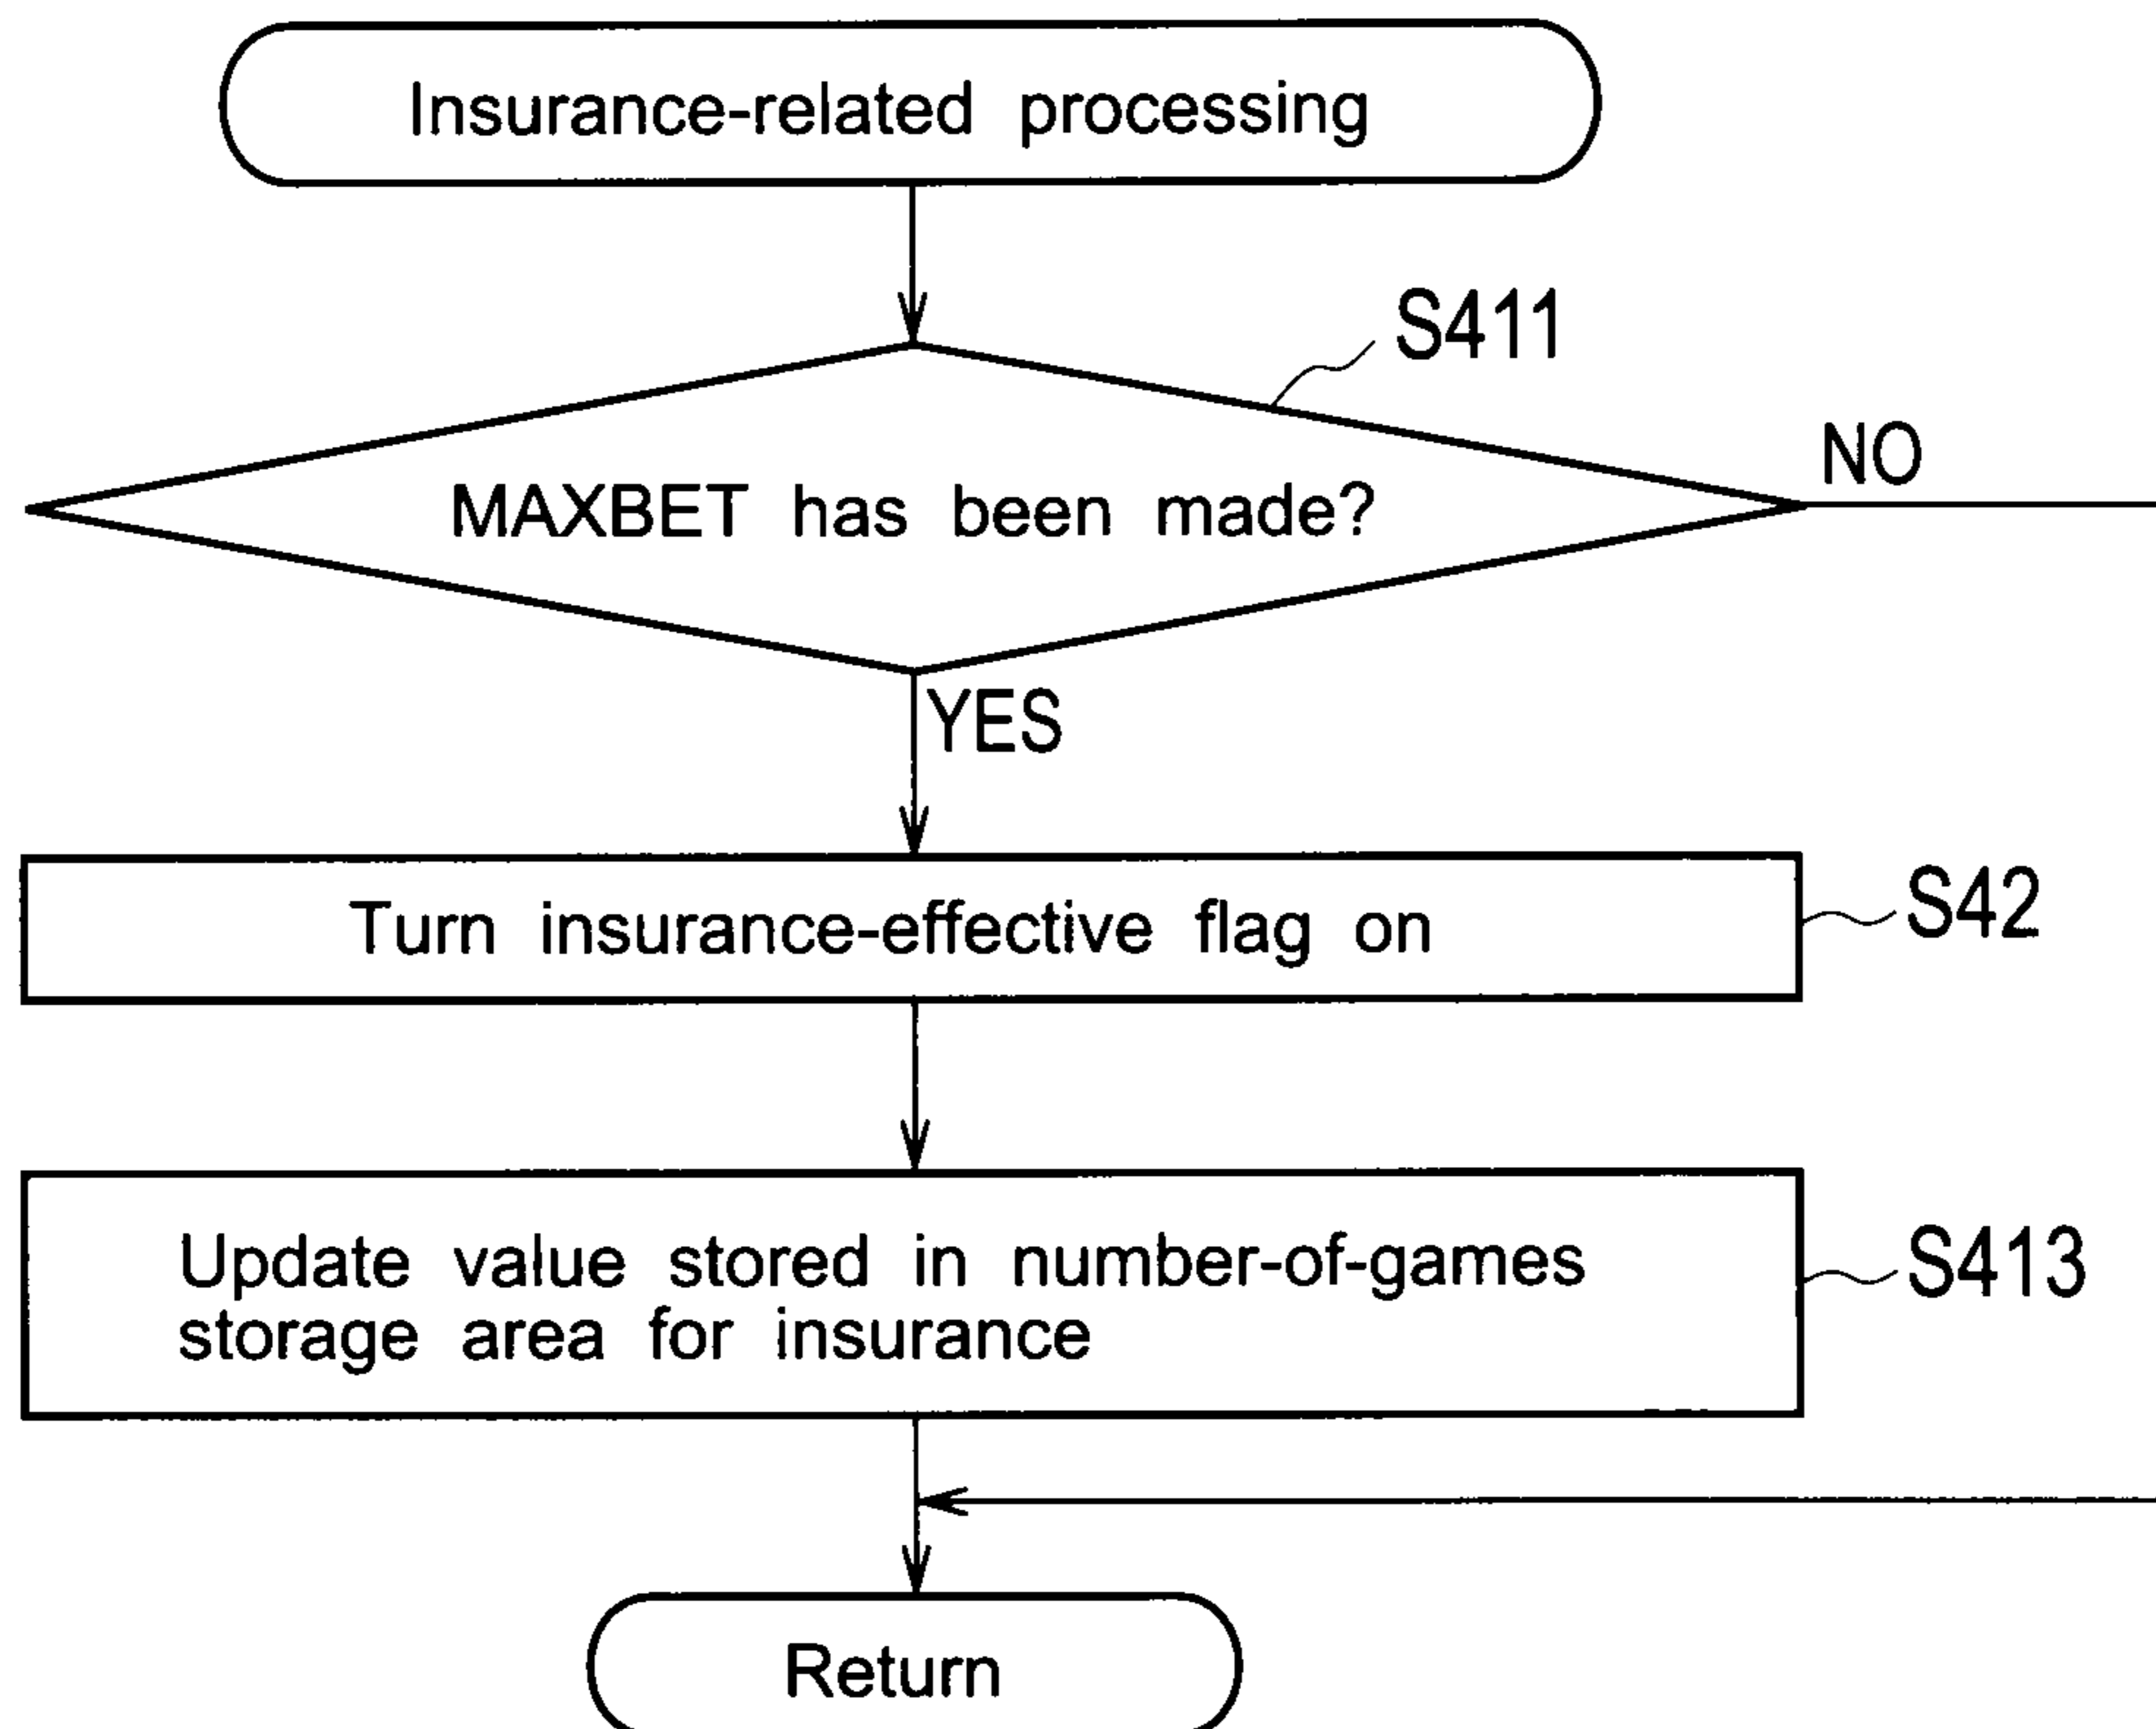 Insurance-related processing
S411
MAXBET has been made?
NO
YES
Turn insurance-effective flag on
S42
Update value stored in number-of-games
storage area for insurance
S413
Return